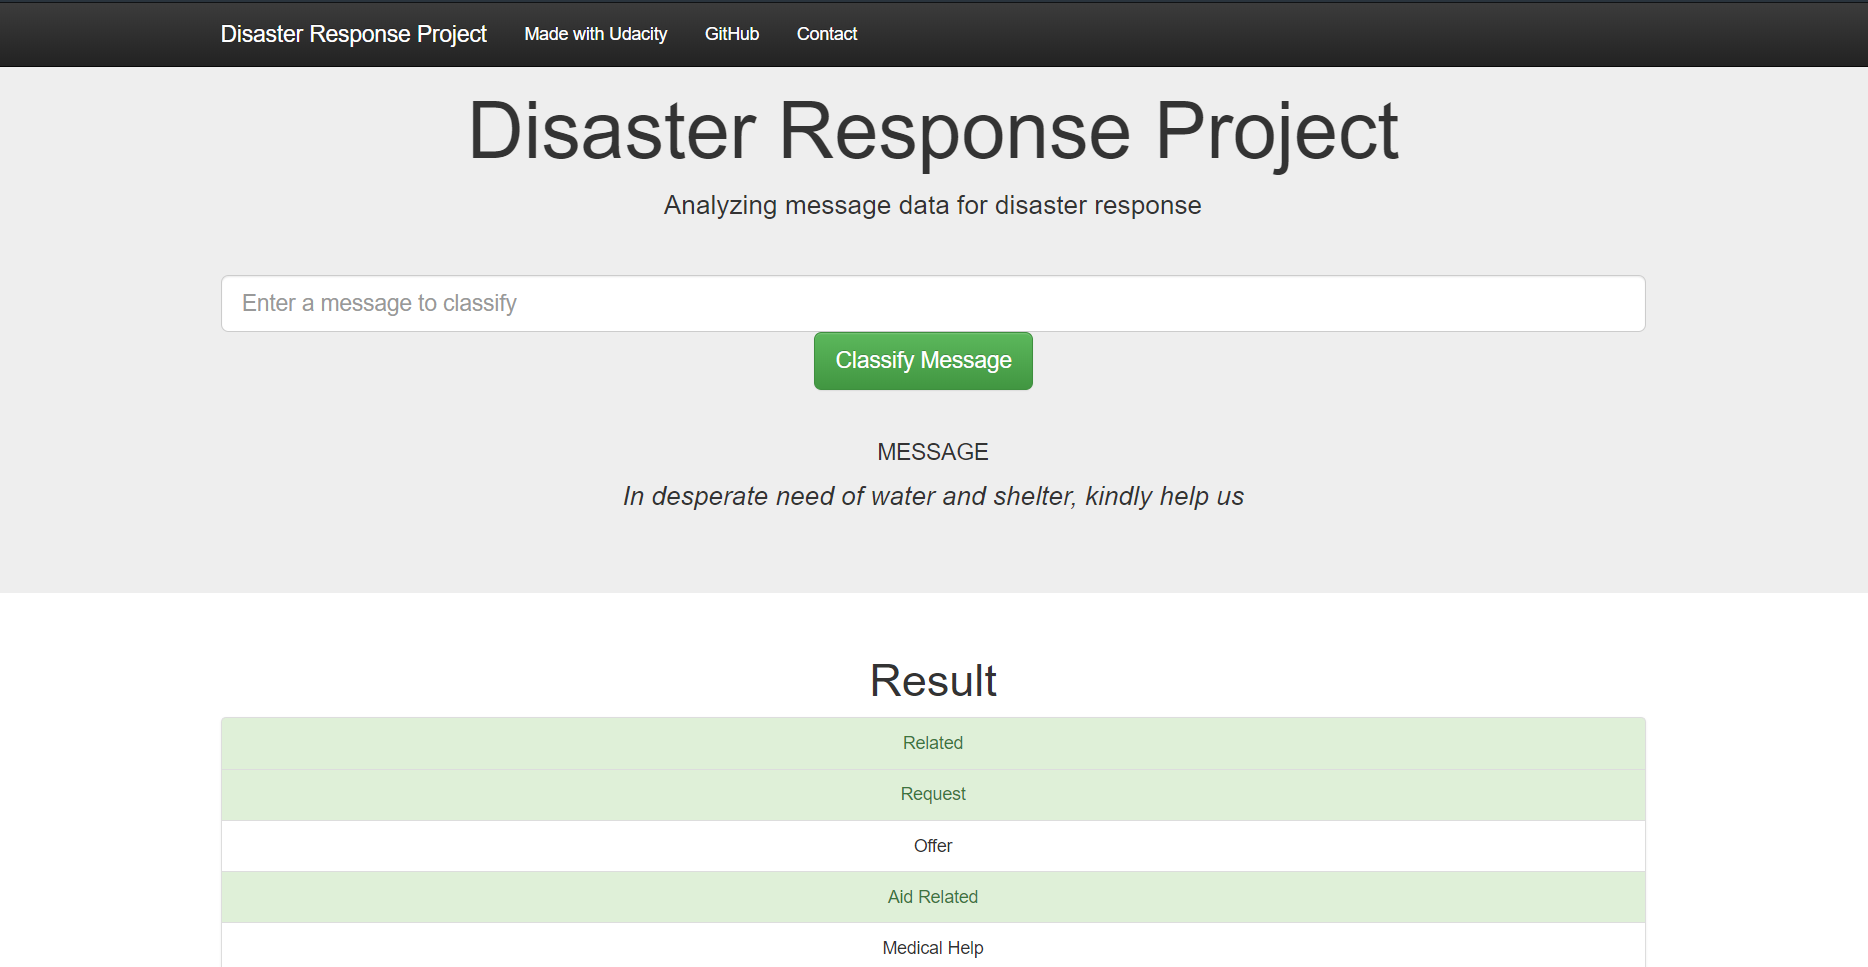 Disaster Response Project Made with Udacity GitHub Contact
Disaster Response Project
Analyzing message data for disaster response
Enter a message to classify
Classify Message
MESSAGE
In desperate need of water and shelter, kindly help us
Result
Related
Request
Offer
Aid Related
Medical Help